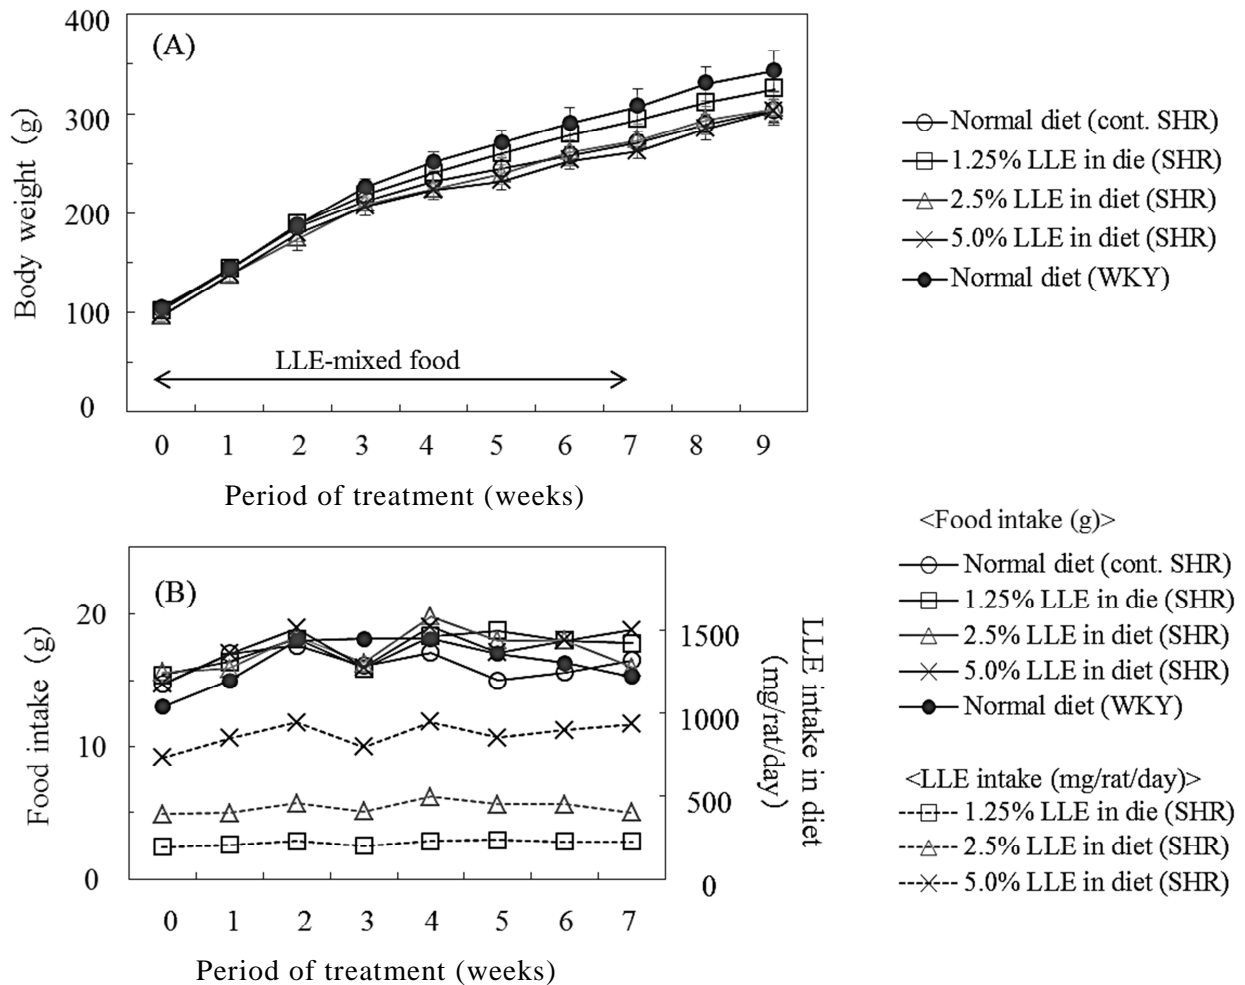 (A)
400
300
200
100
0
Body weight (g)
LLE-mixed food
0 1 2 3 4 5 6 7 8 9
Period of treatment (weeks)
Normal diet (cont. SHR)
1.25% LLE in die (SHR)
2.5% LLE in diet (SHR)
5.0% LLE in diet (SHR)
Normal diet (WKY)
(B)
20
10
0
Food intake (g)
1500
1000
500
0
LLE intake in diet
(mg/rat/day)
0 1 2 3 4 5 6 7
Period of treatment (weeks)
<Food intake (g)>
Normal diet (cont. SHR)
1.25% LLE in die (SHR)
2.5% LLE in diet (SHR)
5.0% LLE in diet (SHR)
Normal diet (WKY)
<LLE intake (mg/rat/day)>
1.25% LLE in die (SHR)
2.5% LLE in diet (SHR)
5.0% LLE in diet (SHR)